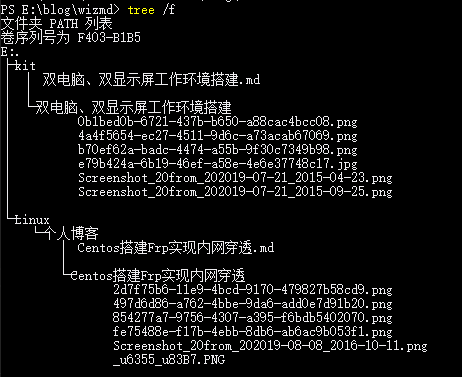 PS E:\blog\wizmd> tree /f
文件夹 PATH 列表
卷序列号为 F403-B1B5
E:.
├─kit
│  │  双电脑、双显示屏工作环境搭建.md
│  │
│  └─双电脑、双显示屏工作环境搭建
│          0b1bed0b-6721-437b-b650-a88cac4bcc08.png
│          4a4f5654-ec27-4511-9d6c-a73acab67069.png
│          b70ef62a-badc-4474-a55b-9f30c7349b98.png
│          e79b424a-6b19-46ef-a58e-4e6e37748c17.jpg
│          Screenshot_20from_202019-07-21_2015-04-23.png
│          Screenshot_20from_202019-07-21_2015-09-25.png
│
└─Linux
    └─个人博客
        │  Centos搭建Frp实现内网穿透.md
        │
        └─Centos搭建Frp实现内网穿透
                2d7f75b6-11e9-4bcd-9170-479827b58cd9.png
                497d6d86-a762-4bbe-9da6-add0e7d91b20.png
                854277a7-9756-4307-a395-f6bdb5402070.png
                fe75488e-f17b-4ebb-8db6-ab6ac9b053f1.png
                Screenshot_20from_202019-08-08_2016-10-11.png
                _u6355_u83B7.PNG